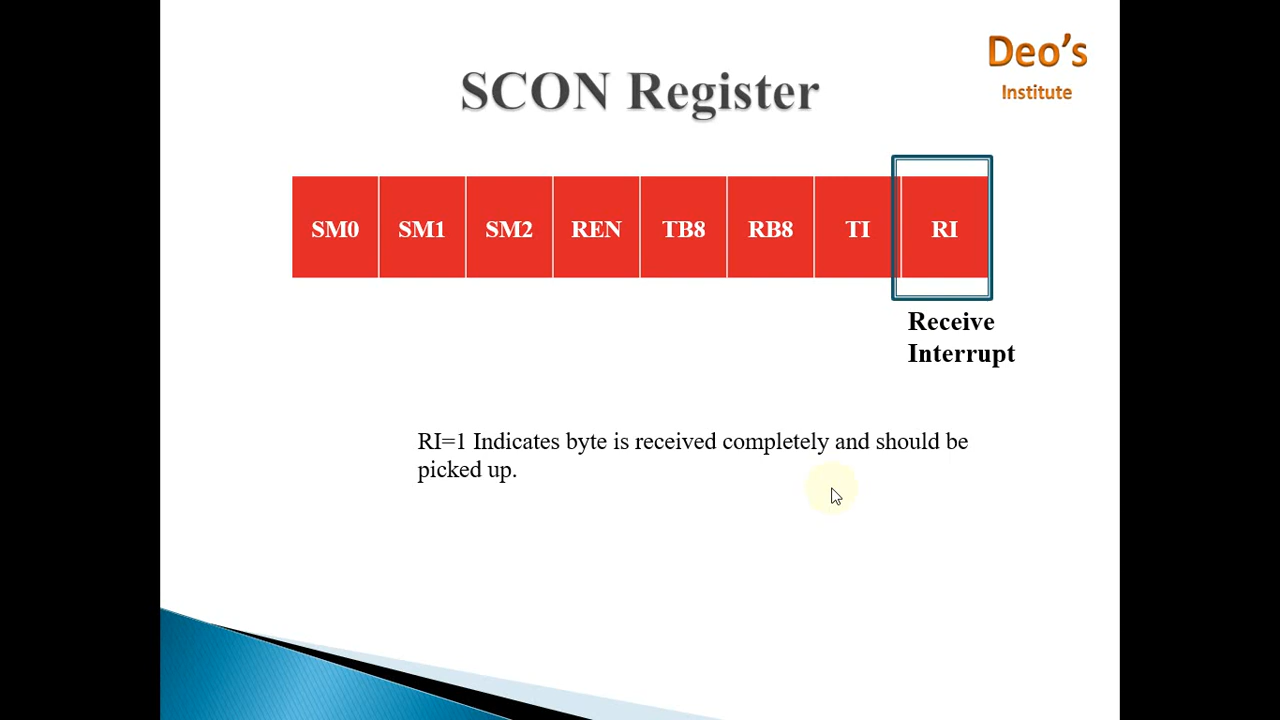 Deo's
Institute
SCON Register
SM0 SM1 SM2 REN TB8 RB8 TI RI
Receive
Interrupt
RI=1 Indicates byte is received completely and should be
picked up.